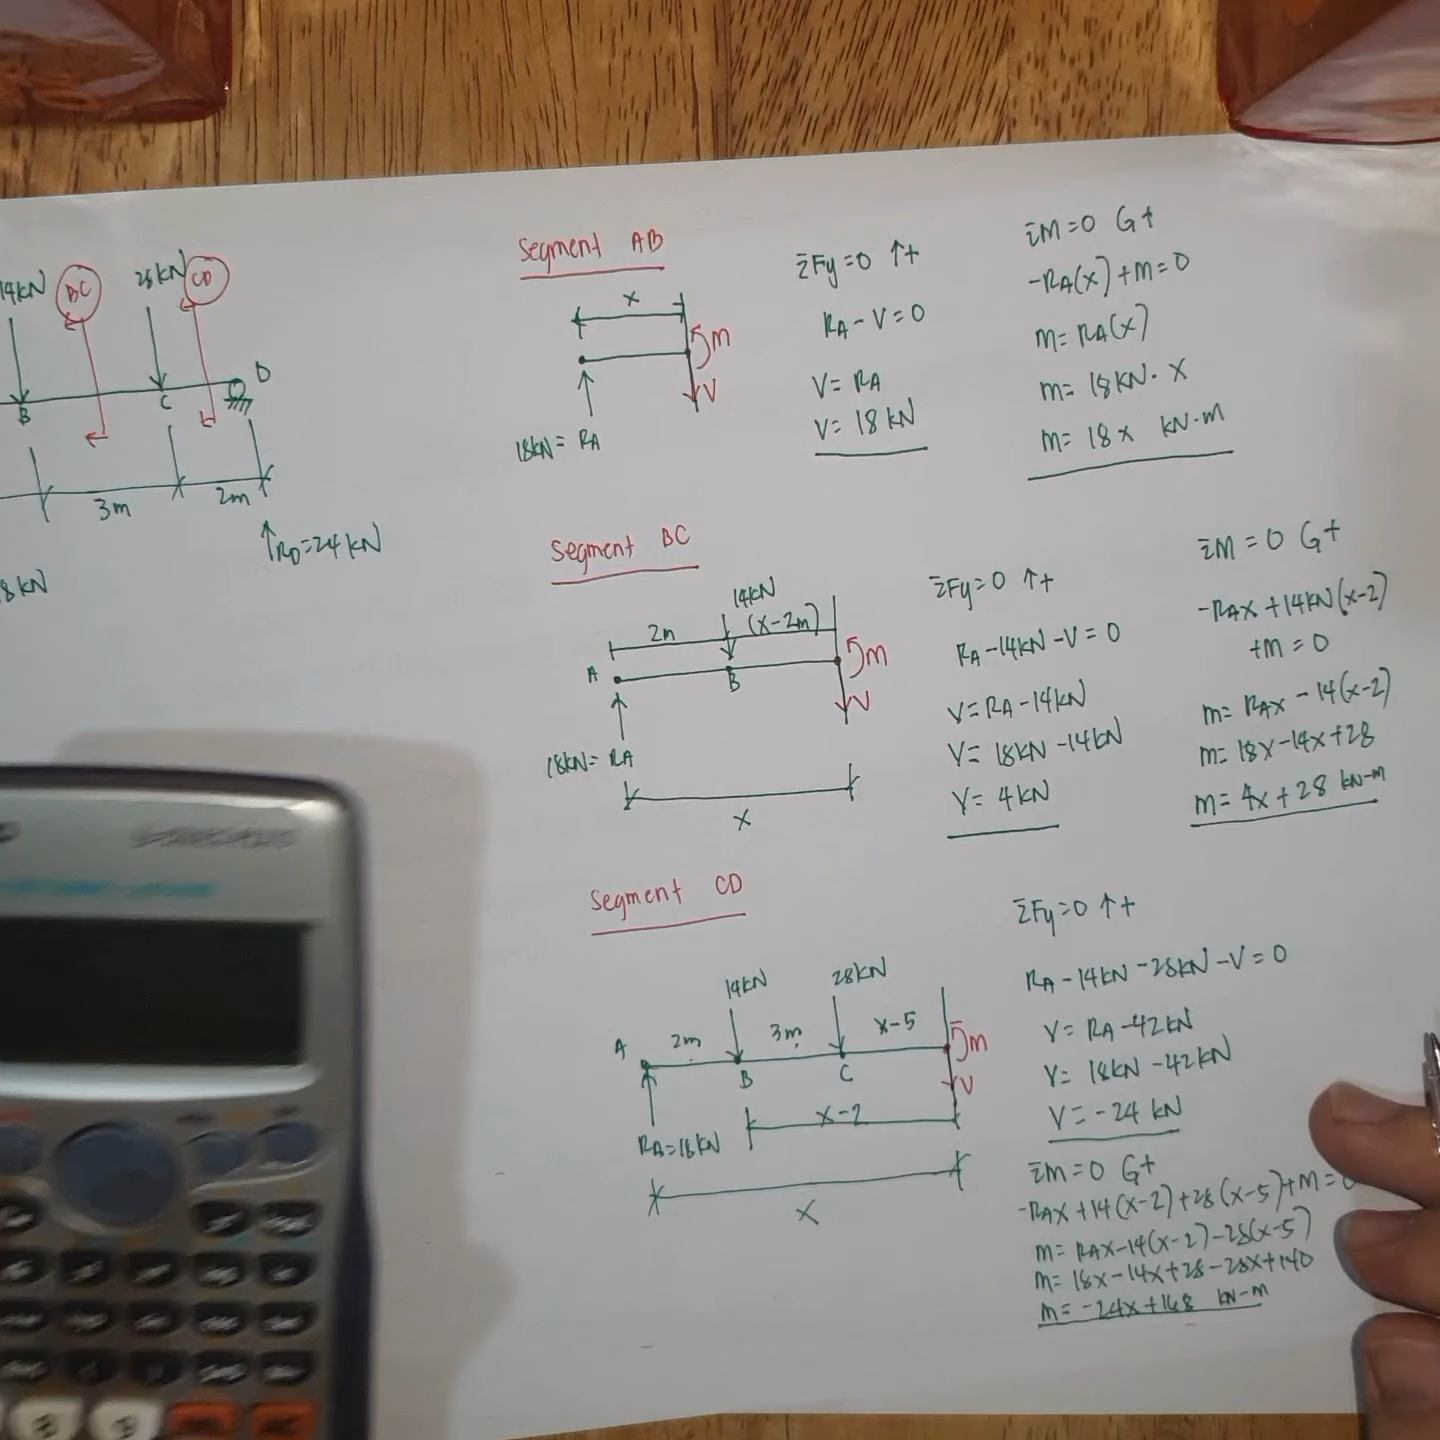 14KN
BC
28KN
CD
B
C
D
3m
2m
RD=24KN
8KN
Segment AB
x
M
V
18KN= RA
ΣFy=0 ↑+
RA-V=0
V= RA
V= 18 KN
ΣM=0 G+
-RA(x)+M=0
M= RA(x)
M= 18KN· X
M= 18x KN·M
Segment BC
14KN
2m
(x-2m)
A
B
M
V
18KN= RA
x
ΣFy=0 ↑+
RA-14KN-V=0
V=RA-14KN
V= 18KN-14KN
V= 4KN
ΣM=0 G+
-RAX+14KN(x-2)
+M=0
M= RAX-14(x-2)
M= 18X-14X+28
M= 4x+28 KN-M
Segment CD
14KN
28KN
A
2m
3m
x-5
M
B
C
V
x-2
RA=18KN
X
ΣFy=0 ↑+
RA-14KN-28KN-V=0
V= RA-42KN
V= 18KN-42KN
V=-24 KN
ΣM=0 G+
-RAX+14(x-2)+28(x-5)+M=0
M= RAX-14(x-2)-28(x-5)
M= 18x-14x+28-28x+140
M= -24x+168 KN-M